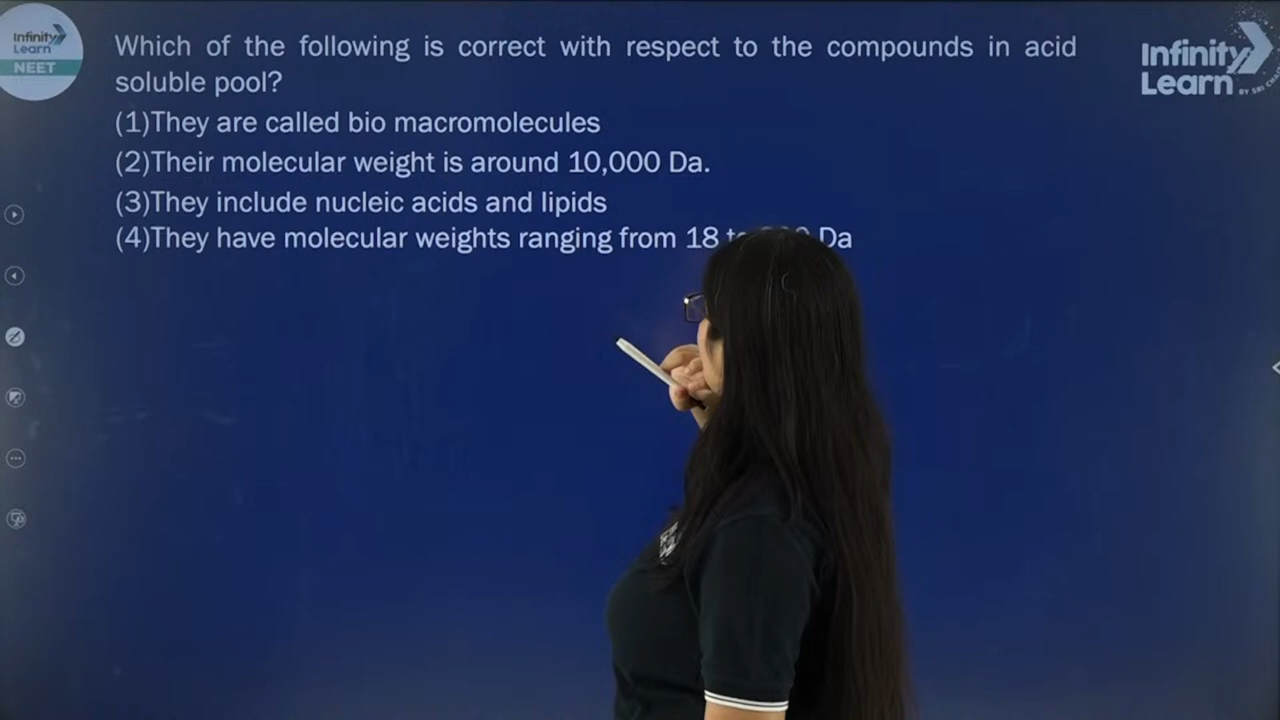 Infinity
Learn
NEET
Which of the following is correct with respect to the compounds in acid
soluble pool?
(1)They are called bio macromolecules
(2)Their molecular weight is around 10,000 Da.
(3)They include nucleic acids and lipids
(4)They have molecular weights ranging from 18 Da
Infinity
Learn
BY SRI